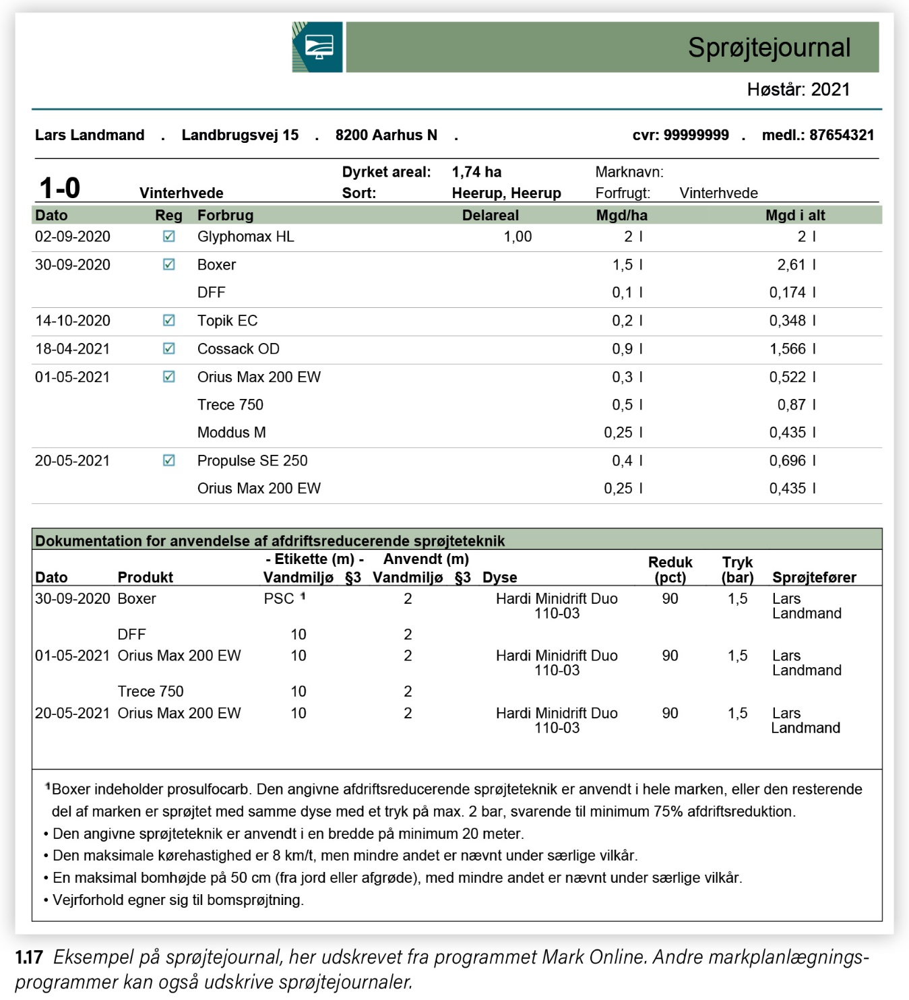 Sprøjtejournal
Høstår: 2021
Lars Landmand . Landbrugsvej 15 . 8200 Aarhus N . cvr: 99999999 . medl.: 87654321
Dyrket areal: 1,74 ha Marknavn:
1-0 Vinterhvede Sort: Heerup, Heerup Forfrugt: Vinterhvede
Dato Reg Forbrug Delareal Mgd/ha Mgd i alt
02-09-2020 ☑ Glyphomax HL 1,00 2 l 2 l
30-09-2020 ☑ Boxer 1,5 l 2,61 l
DFF 0,1 l 0,174 l
14-10-2020 ☑ Topik EC 0,2 l 0,348 l
18-04-2021 ☑ Cossack OD 0,9 l 1,566 l
01-05-2021 ☑ Orius Max 200 EW 0,3 l 0,522 l
Trece 750 0,5 l 0,87 l
Moddus M 0,25 l 0,435 l
20-05-2021 ☑ Propulse SE 250 0,4 l 0,696 l
Orius Max 200 EW 0,25 l 0,435 l
Dokumentation for anvendelse af afdriftsreducerende sprøjteteknik
- Etikette (m) - Anvendt (m) Reduk Tryk
Dato Produkt Vandmiljø §3 Vandmiljø §3 Dyse (pct) (bar) Sprøjtefører
30-09-2020 Boxer PSC ¹ 2 Hardi Minidrift Duo 90 1,5 Lars
110-03 Landmand
DFF 10 2
01-05-2021 Orius Max 200 EW 10 2 Hardi Minidrift Duo 90 1,5 Lars
110-03 Landmand
Trece 750 10 2
20-05-2021 Orius Max 200 EW 10 2 Hardi Minidrift Duo 90 1,5 Lars
110-03 Landmand
¹Boxer indeholder prosulfocarb. Den angivne afdriftsreducerende sprøjteteknik er anvendt i hele marken, eller den resterende
del af marken er sprøjtet med samme dyse med et tryk på max. 2 bar, svarende til minimum 75% afdriftsreduktion.
• Den angivne sprøjteteknik er anvendt i en bredde på minimum 20 meter.
• Den maksimale kørehastighed er 8 km/t, men mindre andet er nævnt under særlige vilkår.
• En maksimal bomhøjde på 50 cm (fra jord eller afgrøde), med mindre andet er nævnt under særlige vilkår.
• Vejrforhold egner sig til bomsprøjtning.
1.17 Eksempel på sprøjtejournal, her udskrevet fra programmet Mark Online. Andre markplanlægnings-
programmer kan også udskrive sprøjtejournaler.